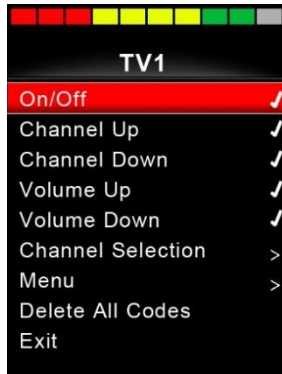 TV1
On/Off ✓
Channel Up ✓
Channel Down ✓
Volume Up ✓
Volume Down ✓
Channel Selection >
Menu >
Delete All Codes
Exit